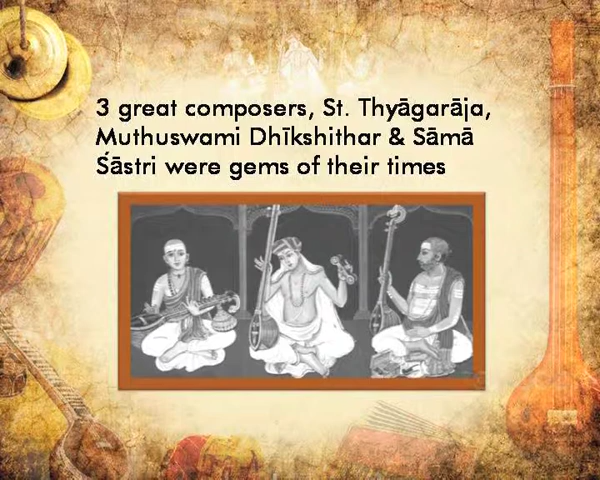 3 great composers, St. Thyāgarāja,
Muthuswami Dhīkshithar & Sāmā
Śāstri were gems of their times